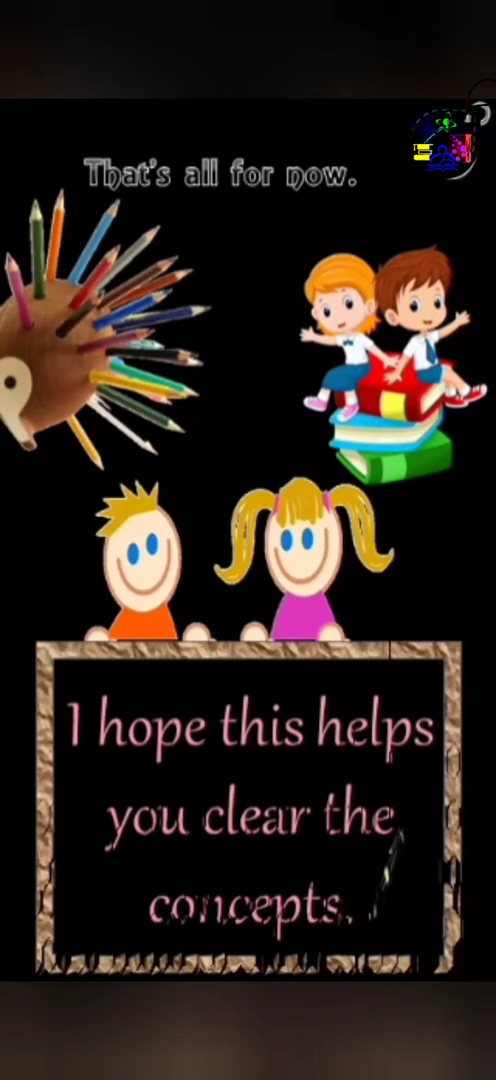 That's all for now.
I hope this helps
you clear the
concepts.